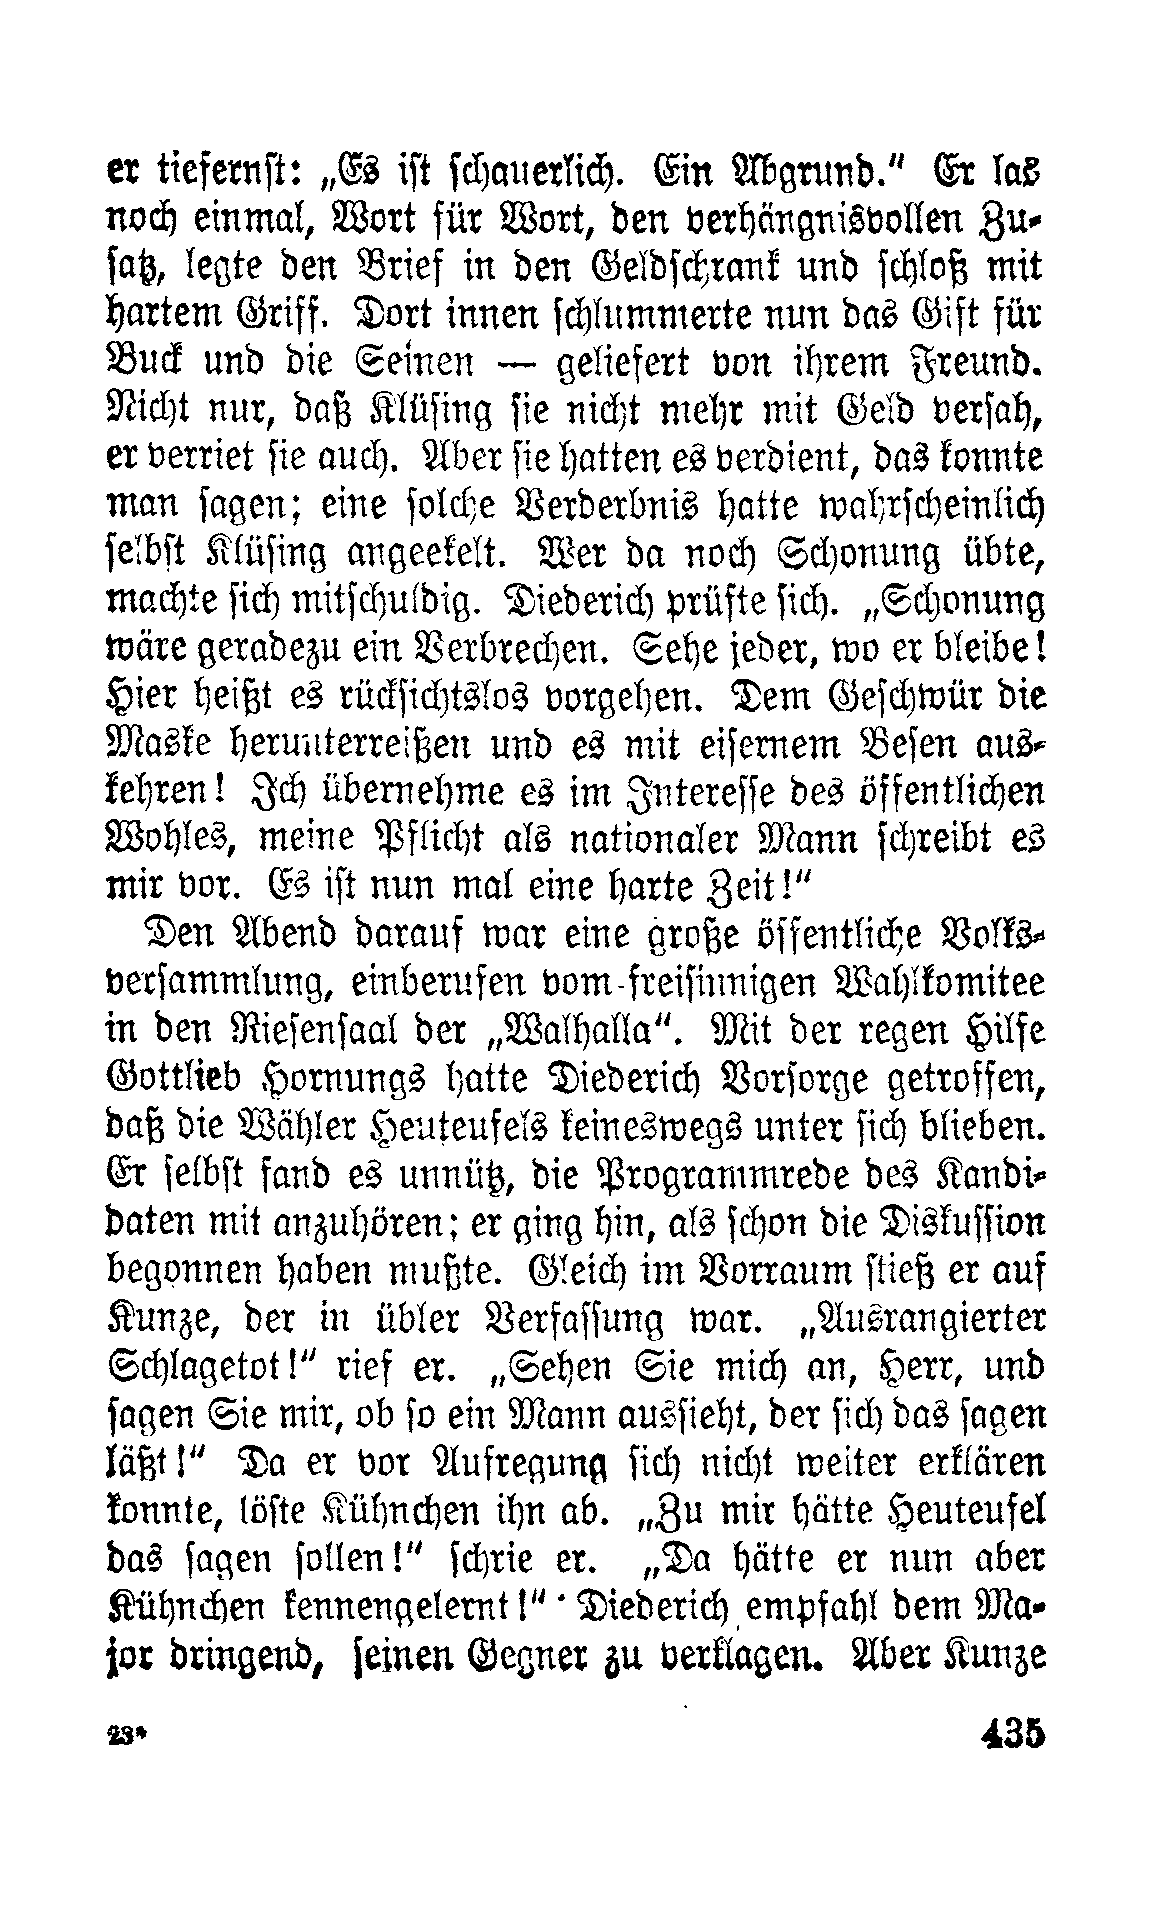 er tiefernst: „Es ist schauerlich. Ein Abgrund.“ Er las
noch einmal, Wort für Wort, den verhängnisvollen Zu-
satz, legte den Brief in den Geldschrank und schloß mit
hartem Griff. Dort innen schlummerte nun das Gift für
Buck und die Seinen — geliefert von ihrem Freund.
Nicht nur, daß Klüsing sie nicht mehr mit Geld versah,
er verriet sie auch. Aber sie hatten es verdient, das konnte
man sagen; eine solche Verderbnis hatte wahrscheinlich
selbst Klüsing angeekelt. Wer da noch Schonung übte,
machte sich mitschuldig. Diederich prüfte sich. „Schonung
wäre geradezu ein Verbrechen. Sehe jeder, wo er bleibe!
Hier heißt es rücksichtslos vorgehen. Dem Geschwür die
Maske herunterreißen und es mit eisernem Besen aus-
kehren! Ich übernehme es im Interesse des öffentlichen
Wohles, meine Pflicht als nationaler Mann schreibt es
mir vor. Es ist nun mal eine harte Zeit!“
Den Abend darauf war eine große öffentliche Volks-
versammlung, einberufen vom freisinnigen Wahlkomitee
in den Riesensaal der „Walhalla“. Mit der regen Hilfe
Gottlieb Hornungs hatte Diederich Vorsorge getroffen,
daß die Wähler Heuteufels keineswegs unter sich blieben.
Er selbst fand es unnütz, die Programmrede des Kandi-
daten mit anzuhören; er ging hin, als schon die Diskussion
begonnen haben mußte. Gleich im Vorraum stieß er auf
Kunze, der in übler Verfassung war. „Ausrangierter
Schlagetot!“ rief er. „Sehen Sie mich an, Herr, und
sagen Sie mir, ob so ein Mann aussieht, der sich das sagen
läßt!“ Da er vor Aufregung sich nicht weiter erklären
konnte, löste Kühnchen ihn ab. „Zu mir hätte Heuteufel
das sagen sollen!“ schrie er. „Da hätte er nun aber
Kühnchen kennengelernt!“ Diederich empfahl dem Ma-
jor dringend, seinen Gegner zu verklagen. Aber Kunze
28*
435